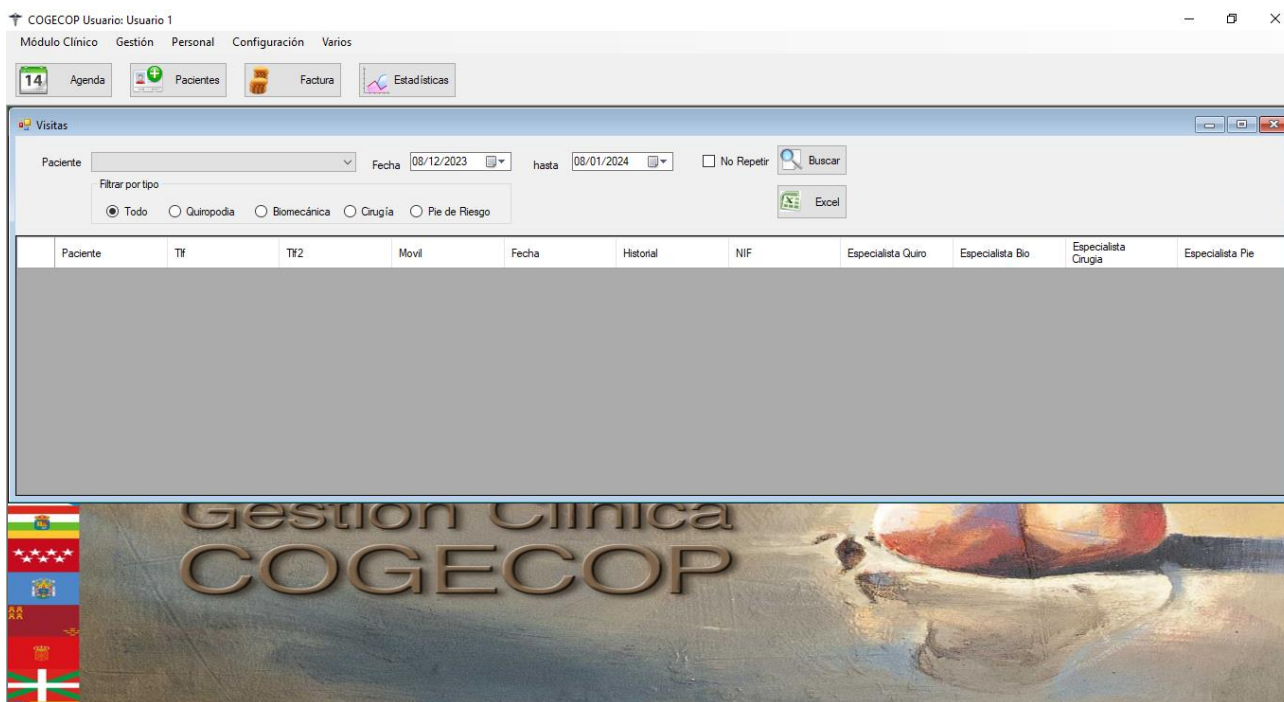 COGECOP Usuario: Usuario 1
Módulo Clínico Gestión Personal Configuración Varios
14 Agenda Pacientes Factura Estadísticas
Visitas
Paciente Fecha 08/12/2023 hasta 08/01/2024 No Repetir Buscar
Filtrar por tipo
Todo Quiropodia Biomecánica Cirugía Pie de Riesgo Excel
Paciente Tlf Tlf2 Movil Fecha Historial NIF Especialista Quiro Especialista Bio Especialista Cirugia Especialista Pie
Gestión Clínica
COGECOP